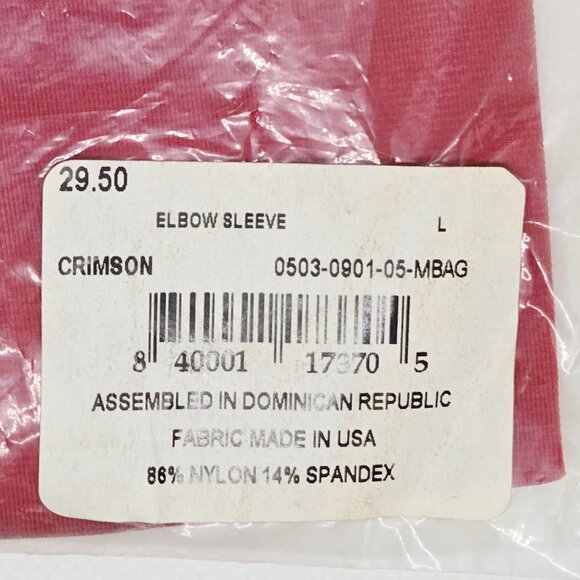 29.50
ELBOW SLEEVE L
CRIMSON 0503-0901-05-MBAG
8 40001 17370 5
ASSEMBLED IN DOMINICAN REPUBLIC
FABRIC MADE IN USA
86% NYLON 14% SPANDEX